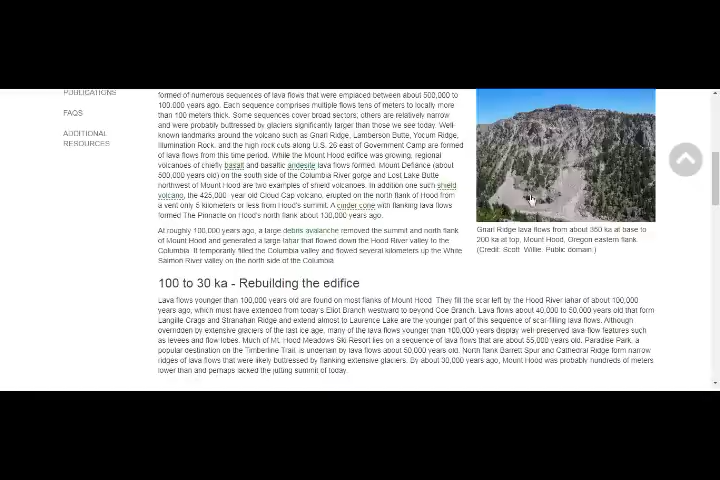 PUBLICATIONS
FAQS
ADDITIONAL
RESOURCES
formed of numerous sequences of lava flows that were emplaced between about 500,000 to
100,000 years ago. Each sequence comprises multiple flows tens of meters to locally more
than 100 meters thick. Some sequences cover broad sectors; others are relatively narrow
and were probably buttressed by glaciers significantly larger than those we see today. Well-
known landmarks around the volcano such as Gnarl Ridge, Lamberson Butte, Yocum Ridge,
Illumination Rock, and the high rock cuts along U.S. 26 east of Government Camp are formed
of lava flows from this time period. While the Mount Hood edifice was growing, regional
volcanoes of chiefly basalt and basaltic andesite lava flows formed. Mount Defiance (about
500,000 years old) on the south side of the Columbia River gorge and Lost Lake Butte
northwest of Mount Hood are two examples of shield volcanoes. In addition one such shield
volcano, the 425,000- year old Cloud Cap volcano, erupted on the north flank of Hood from
a vent only 5 kilometers or less from Hood's summit. A cinder cone with flanking lava flows
formed The Pinnacle on Hood's north flank about 130,000 years ago.
At roughly 100,000 years ago, a large debris avalanche removed the summit and north flank
of Mount Hood and generated a large lahar that flowed down the Hood River valley to the
Columbia. It temporarily filled the Columbia valley and flowed several kilometers up the White
Salmon River valley on the north side of the Columbia.
Gnarl Ridge lava flows from about 350 ka at base to
200 ka at top, Mount Hood, Oregon eastern flank.
(Credit: Scott, Willie. Public domain.)
100 to 30 ka - Rebuilding the edifice
Lava flows younger than 100,000 years old are found on most flanks of Mount Hood. They fill the scar left by the Hood River lahar of about 100,000
years ago, which must have extended from today's Eliot Branch westward to beyond Coe Branch. Lava flows about 40,000 to 50,000 years old that form
Langille Crags and Stranahan Ridge and extend almost to Laurance Lake are the younger part of this sequence of scar-filling lava flows. Although
overridden by extensive glaciers of the last ice age, many of the lava flows younger than 100,000 years display well-preserved lava-flow features such
as levees and flow lobes. Much of Mt. Hood Meadows Ski Resort lies on a sequence of lava flows that are about 55,000 years old. Paradise Park, a
popular destination on the Timberline Trail, is underlain by lava flows about 50,000 years old. North flank Barrett Spur and Cathedral Ridge form narrow
ridges of lava flows that were likely buttressed by flanking extensive glaciers. By about 30,000 years ago, Mount Hood was probably hundreds of meters
lower than and perhaps lacked the jutting summit of today.